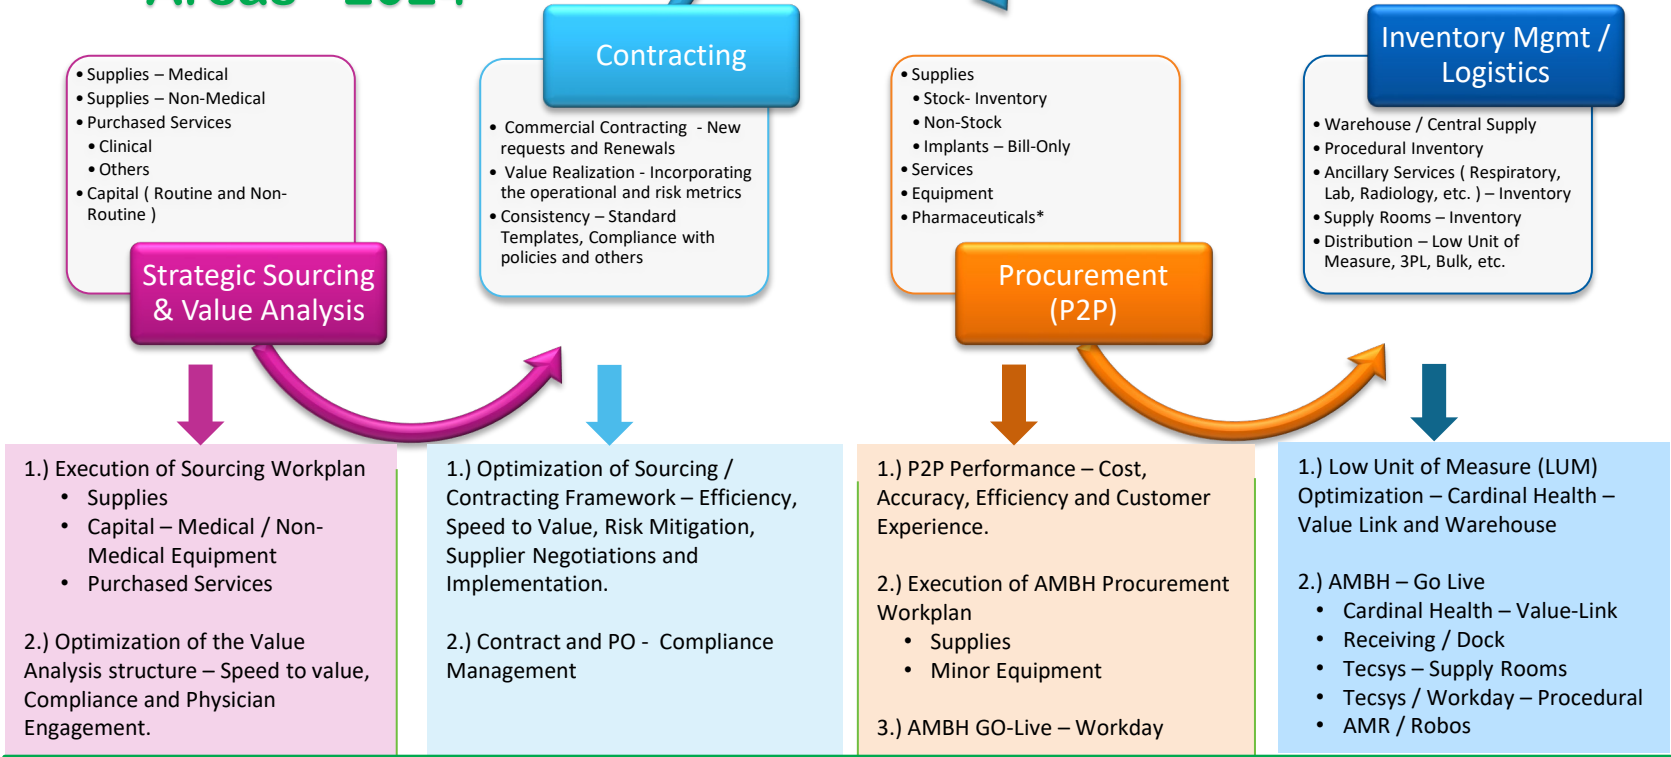 Areas - 2024
• Supplies – Medical
• Supplies – Non-Medical
• Purchased Services
• Clinical
• Others
• Capital ( Routine and Non-
Routine )
Strategic Sourcing
& Value Analysis
Contracting
• Commercial Contracting - New
requests and Renewals
• Value Realization - Incorporating
the operational and risk metrics
• Consistency – Standard
Templates, Compliance with
policies and others
• Supplies
• Stock- Inventory
• Non-Stock
• Implants – Bill-Only
• Services
• Equipment
• Pharmaceuticals*
Procurement
(P2P)
Inventory Mgmt /
Logistics
• Warehouse / Central Supply
• Procedural Inventory
• Ancillary Services ( Respiratory,
Lab, Radiology, etc. ) – Inventory
• Supply Rooms – Inventory
• Distribution – Low Unit of
Measure, 3PL, Bulk, etc.
1.) Execution of Sourcing Workplan
• Supplies
• Capital – Medical / Non-
Medical Equipment
• Purchased Services
2.) Optimization of the Value
Analysis structure – Speed to value,
Compliance and Physician
Engagement.
1.) Optimization of Sourcing /
Contracting Framework – Efficiency,
Speed to Value, Risk Mitigation,
Supplier Negotiations and
Implementation.
2.) Contract and PO - Compliance
Management
1.) P2P Performance – Cost,
Accuracy, Efficiency and Customer
Experience.
2.) Execution of AMBH Procurement
Workplan
• Supplies
• Minor Equipment
3.) AMBH GO-Live – Workday
1.) Low Unit of Measure (LUM)
Optimization – Cardinal Health –
Value Link and Warehouse
2.) AMBH – Go Live
• Cardinal Health – Value-Link
• Receiving / Dock
• Tecsys – Supply Rooms
• Tecsys / Workday – Procedural
• AMR / Robos